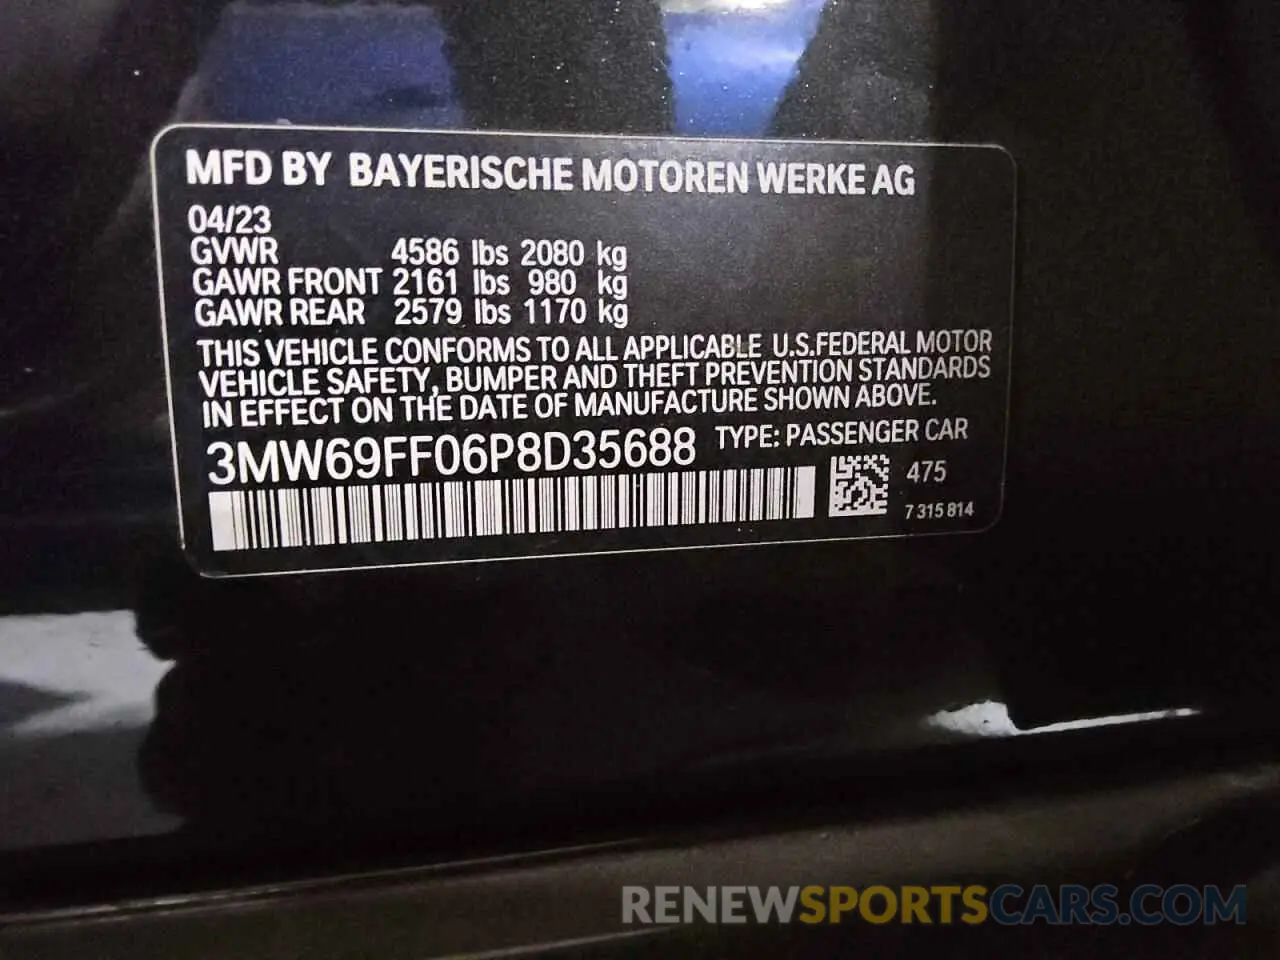 MFD BY BAYERISCHE MOTOREN WERKE AG
04/23
GVWR 4586 lbs 2080 kg
GAWR FRONT 2161 lbs 980 kg
GAWR REAR 2579 lbs 1170 kg
THIS VEHICLE CONFORMS TO ALL APPLICABLE U.S.FEDERAL MOTOR
VEHICLE SAFETY, BUMPER AND THEFT PREVENTION STANDARDS
IN EFFECT ON THE DATE OF MANUFACTURE SHOWN ABOVE.
3MW69FF06P8D35688 TYPE: PASSENGER CAR
475
7 315 814
RENEWSPORTSCARS.COM